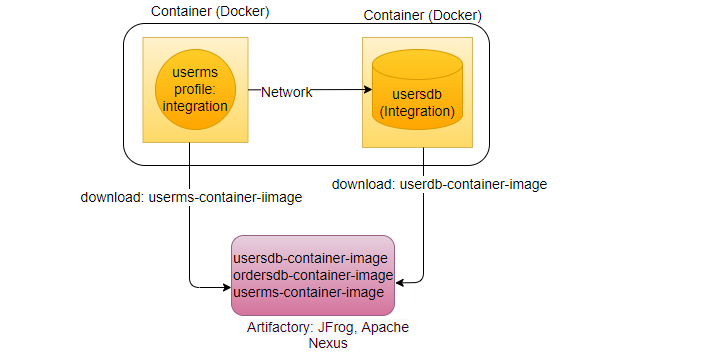 Container (Docker)
Container (Docker)
userms
profile:
integration
Network
usersdb
(Integration)
download: userms-container-iimage
download: userdb-container-image
usersdb-container-image
ordersdb-container-image
userms-container-image
Artifactory: JFrog, Apache
Nexus